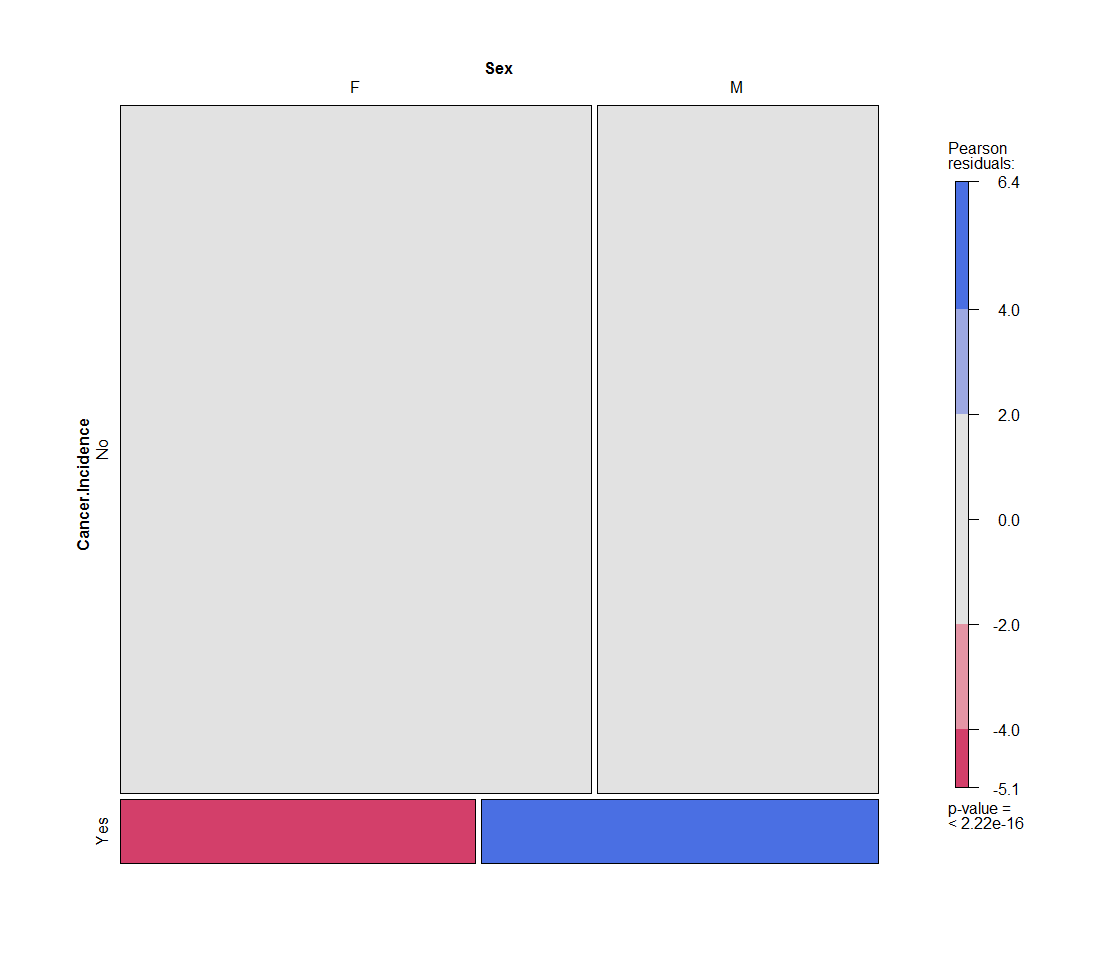 Sex
F M
Cancer.Incidence
No
Yes
Pearson
residuals:
6.4
4.0
2.0
0.0
-2.0
-4.0
-5.1
p-value =
< 2.22e-16